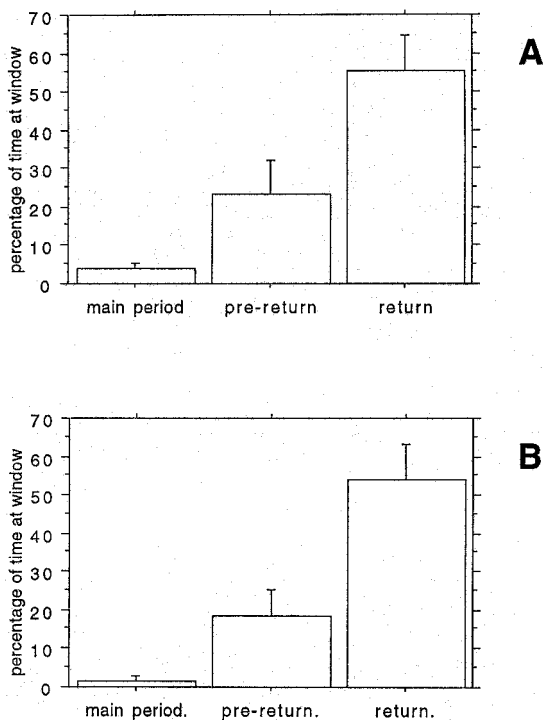 A
percentage of time at window
70
60
50
40
30
20
10
0
main period
pre-return
return
B
percentage of time at window
70
60
50
40
30
20
10
0
main period.
pre-return.
return.